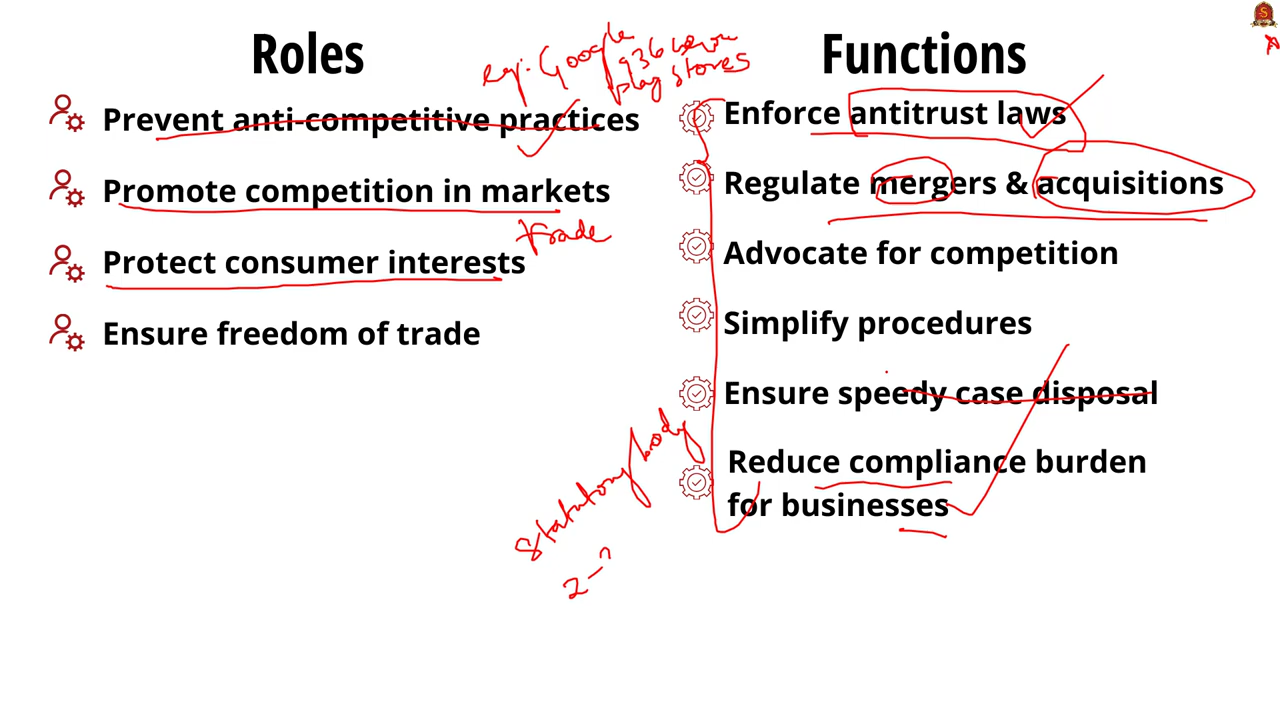 Roles
eg: Google
936
play stores
Prevent anti-competitive practices
Promote competition in markets
trade
Protect consumer interests
Ensure freedom of trade
Functions
Enforce antitrust laws
Regulate mergers & acquisitions
Advocate for competition
Simplify procedures
Ensure speedy case disposal
Reduce compliance burden
for businesses
Statutory body